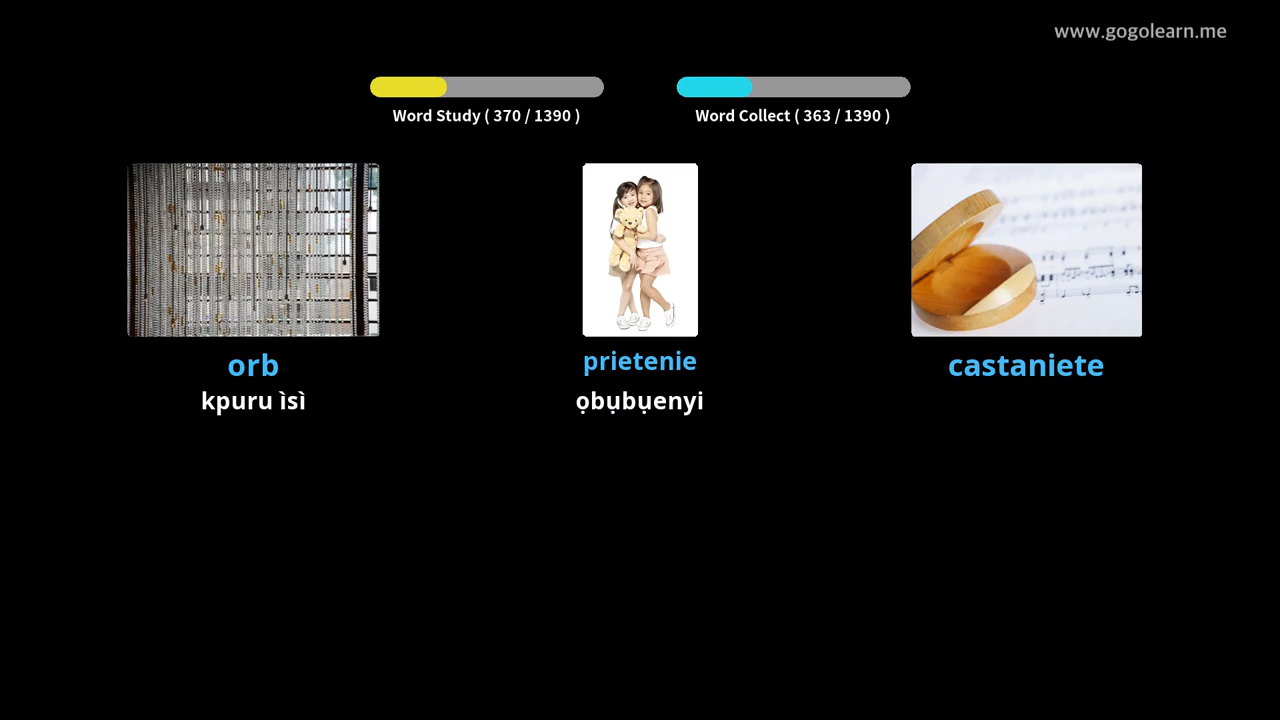 www.gogolearn.me
Word Study ( 370 / 1390 )
Word Collect ( 363 / 1390 )
orb
prietenie
castaniete
kpuru ìsì
ọbụbụenyi